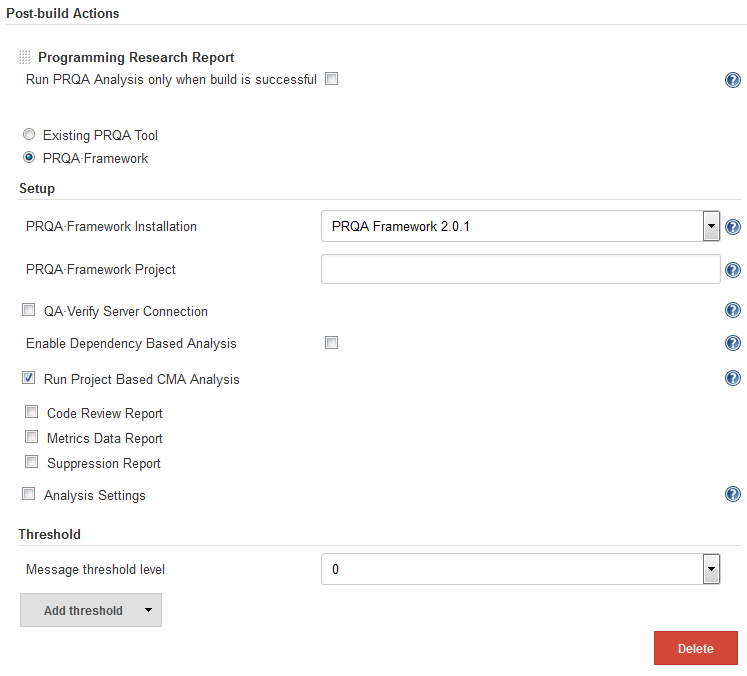 Post-build Actions
Programming Research Report
Run PRQA Analysis only when build is successful
Existing PRQA Tool
PRQA·Framework
Setup
PRQA·Framework Installation
PRQA Framework 2.0.1
PRQA·Framework Project
QA·Verify Server Connection
Enable Dependency Based Analysis
Run Project Based CMA Analysis
Code Review Report
Metrics Data Report
Suppression Report
Analysis Settings
Threshold
Message threshold level
0
Add threshold
Delete